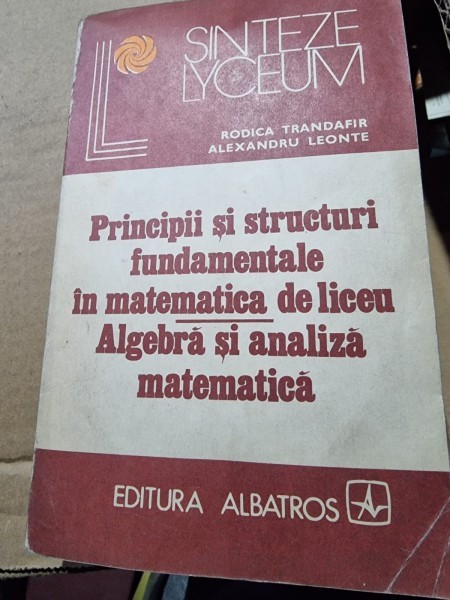 SINTEZE
LYCEUM
RODICA TRANDAFIR
ALEXANDRU LEONTE
Principii și structuri
fundamentale
în matematica de liceu
Algebră și analiză
matematică
EDITURA ALBATROS